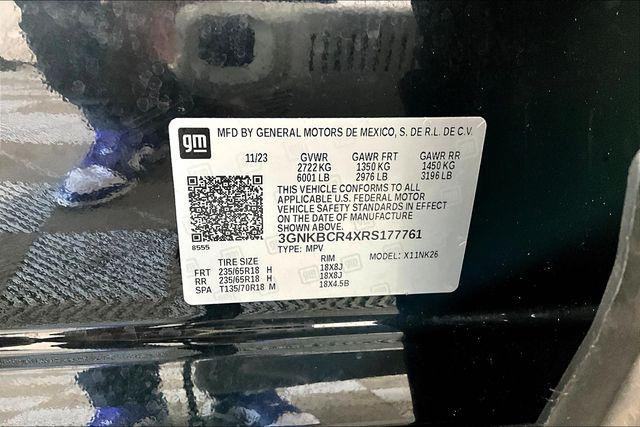 gm MFD BY GENERAL MOTORS DE MEXICO, S. DE R.L. DE C.V.
11/23 GVWR GAWR FRT GAWR RR
2722 KG 1350 KG 1450 KG
6001 LB 2976 LB 3196 LB
THIS VEHICLE CONFORMS TO ALL
APPLICABLE U.S. FEDERAL MOTOR
VEHICLE SAFETY STANDARDS IN EFFECT
ON THE DATE OF MANUFACTURE
SHOWN ABOVE.
3GNKBCR4XRS177761
8555 TYPE: MPV MODEL: X11NK26
TIRE SIZE RIM
FRT 235/65R18 H 18X8J
RR 235/65R18 H 18X8J
SPA T135/70R18 M 18X4.5B